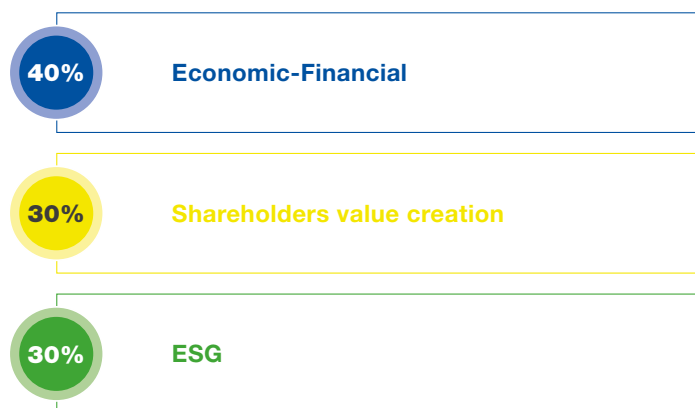 40% Economic-Financial
30% Shareholders value creation
30% ESG